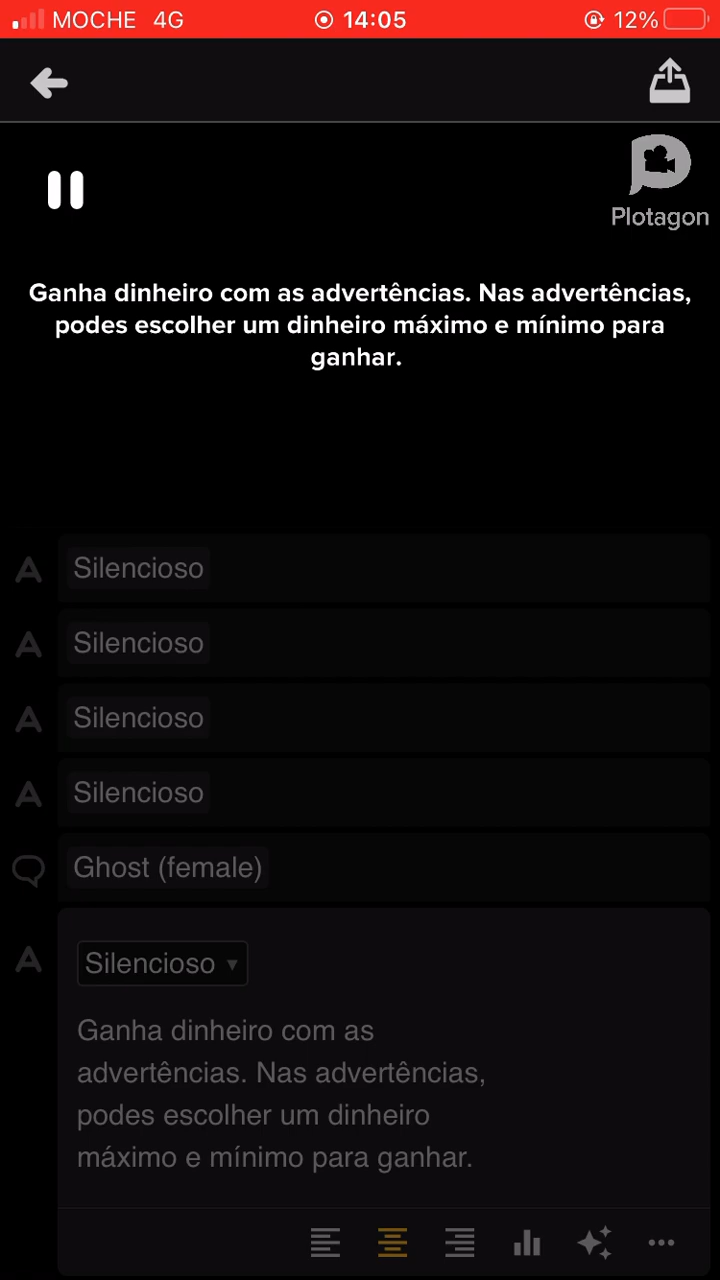 MOCHE 4G 14:05 12%
Plotagon
Ganha dinheiro com as advertências. Nas advertências,
podes escolher um dinheiro máximo e mínimo para
ganhar.
Silencioso
Silencioso
Silencioso
Silencioso
Ghost (female)
Silencioso
Ganha dinheiro com as
advertências. Nas advertências,
podes escolher um dinheiro
máximo e mínimo para ganhar.